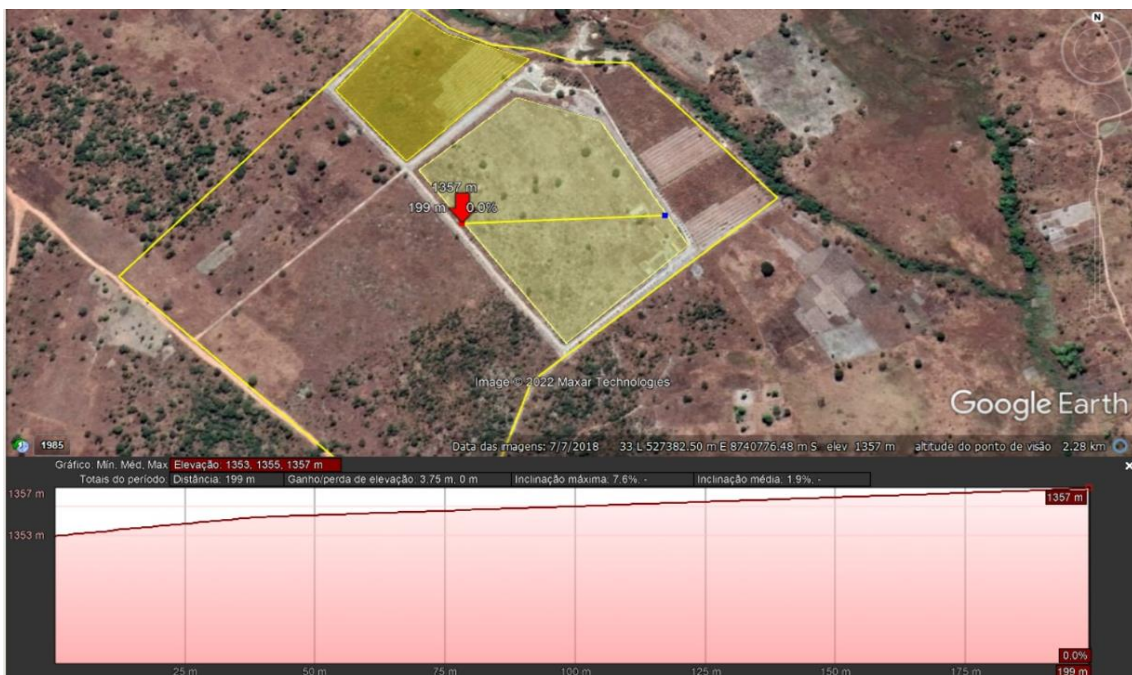 N
1357 m
199 m 0.0%
Image © 2022 Maxar Technologies
Google Earth
1985
Data das imagens: 7/7/2018 33 L 527382.50 m E 8740776.48 m S elev 1357 m altitude do ponto de visão 2.28 km
Gráfico: Mín, Méd, Max Elevação: 1353, 1355, 1357 m
Totais do período: Distância: 199 m Ganho/perda de elevação: 3.75 m, 0 m Inclinação máxima: 7.6%, - Inclinação média: 1.9%, -
1357 m
1357 m
1353 m
0.0%
25 m 50 m 75 m 100 m 125 m 150 m 175 m 199 m